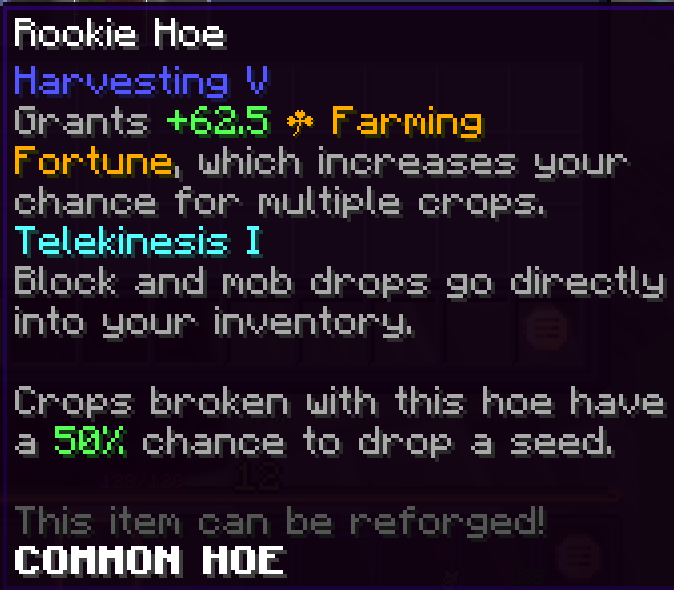 Rookie Hoe
Harvesting V
Grants +62.5 ☘ Farming
Fortune, which increases your
chance for multiple crops.
Telekinesis I
Block and mob drops go directly
into your inventory.
Crops broken with this hoe have
a 50% chance to drop a seed.
12
This item can be reforged!
COMMON HOE